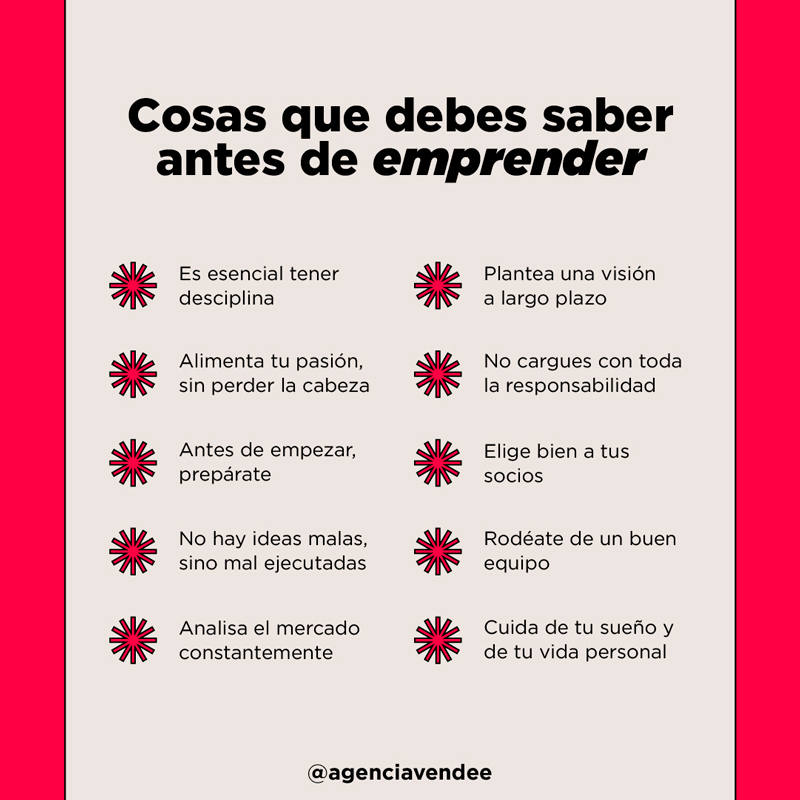 Cosas que debes saber
antes de emprender
Es esencial tener
desciplina
Alimenta tu pasión,
sin perder la cabeza
Antes de empezar,
prepárate
No hay ideas malas,
sino mal ejecutadas
Analisa el mercado
constantemente
Plantea una visión
a largo plazo
No cargues con toda
la responsabilidad
Elige bien a tus
socios
Rodéate de un buen
equipo
Cuida de tu sueño y
de tu vida personal
@agenciavendee